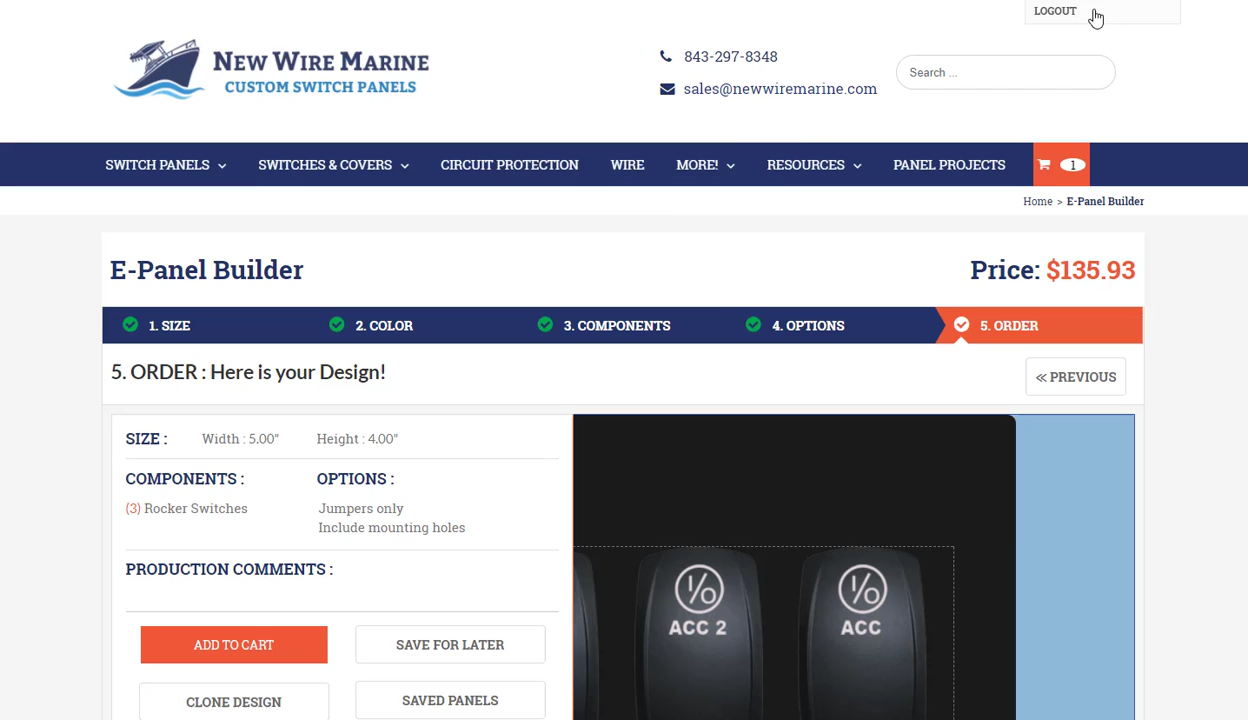 LOGOUT
NEW WIRE MARINE
CUSTOM SWITCH PANELS
843-297-8348
sales@newwiremarine.com
Search ...
SWITCH PANELS
SWITCHES & COVERS
CIRCUIT PROTECTION
WIRE
MORE!
RESOURCES
PANEL PROJECTS
1
Home > E-Panel Builder
E-Panel Builder
Price: $135.93
1. SIZE
2. COLOR
3. COMPONENTS
4. OPTIONS
5. ORDER
5. ORDER : Here is your Design!
≪ PREVIOUS
SIZE : Width : 5.00" Height : 4.00"
COMPONENTS :
(3) Rocker Switches
OPTIONS :
Jumpers only
Include mounting holes
PRODUCTION COMMENTS :
ADD TO CART
SAVE FOR LATER
CLONE DESIGN
SAVED PANELS
I/O
ACC 2
I/O
ACC